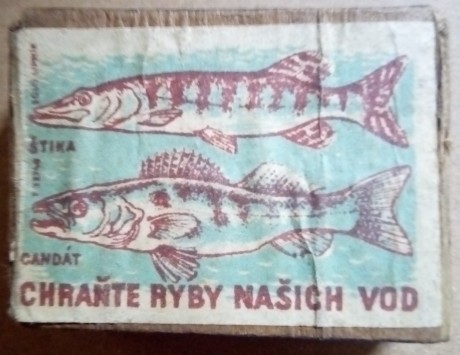 ŠTIKA
CANDÁT
CHRAŇTE RYBY NAŠICH VOD